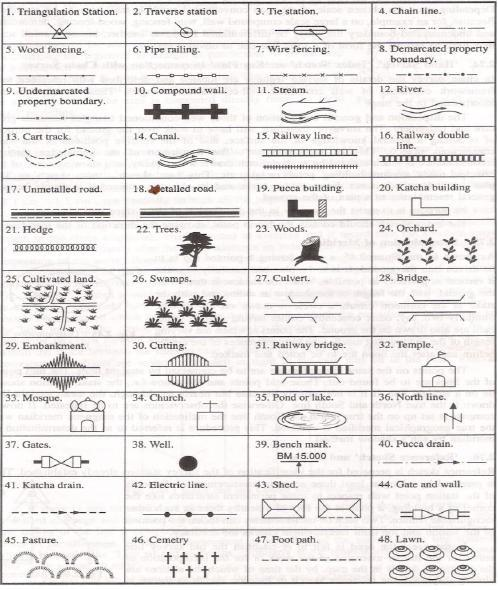 1. Triangulation Station.
2. Traverse station
3. Tie station.
4. Chain line.
5. Wood fencing.
6. Pipe railing.
7. Wire fencing.
8. Demarcated property
boundary.
9. Undermarcated
property boundary.
10. Compound wall.
11. Stream.
12. River.
13. Cart track.
14. Canal.
15. Railway line.
16. Railway double
line.
17. Unmetalled road.
18. etalled road.
19. Pucca building.
20. Katcha building
21. Hedge
22. Trees.
23. Woods.
24. Orchard.
25. Cultivated land.
26. Swamps.
27. Culvert.
28. Bridge.
29. Embankment.
30. Cutting.
31. Railway bridge.
32. Temple.
33. Mosque.
34. Church.
35. Pond or lake.
36. North line.
37. Gates.
38. Well.
39. Bench mark.
BM 15.000
40. Pucca drain.
41. Katcha drain.
42. Electric line.
43. Shed.
44. Gate and wall.
45. Pasture.
46. Cemetry
47. Foot path.
48. Lawn.